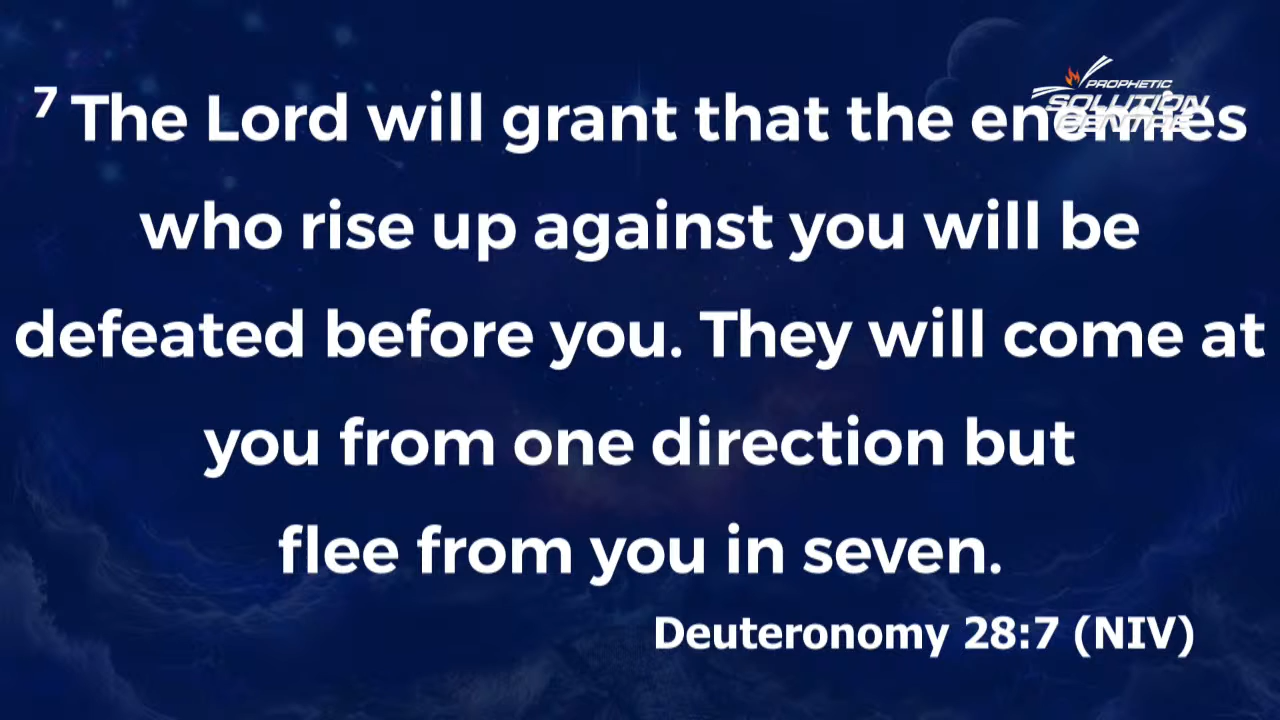 PROPHETIC
SOLUTION
CENTRE
⁷ The Lord will grant that the enemies
who rise up against you will be
defeated before you. They will come at
you from one direction but
flee from you in seven.
Deuteronomy 28:7 (NIV)